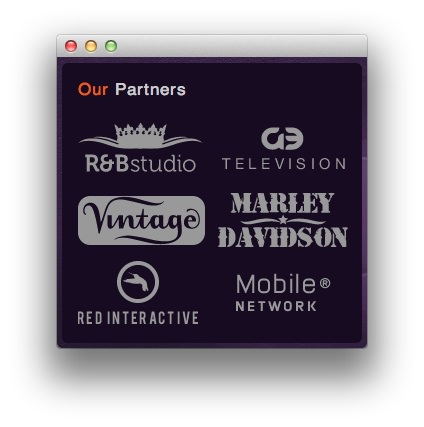 Our Partners
R&Bstudio
TELEVISION
Vintage
MARLEY
DAVIDSON
RED INTERACTIVE
Mobile®
NETWORK